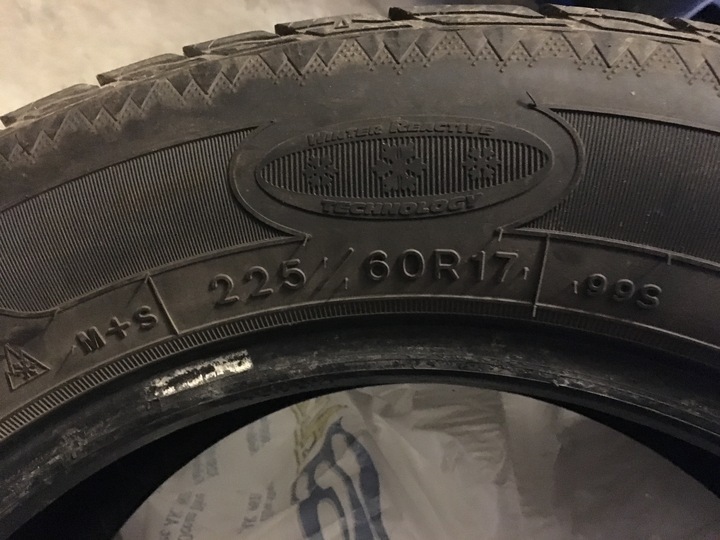 WINTER REACTIVE
TECHNOLOGY
M+S 225/60R17 99S